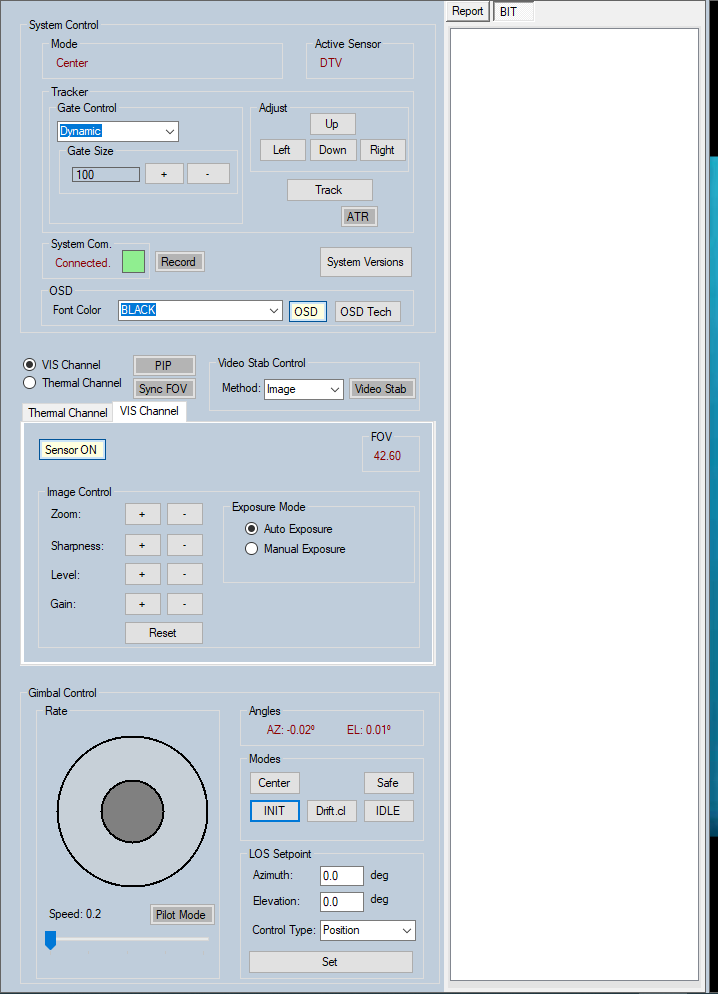 Report BIT
System Control
Mode
Center
Active Sensor
DTV
Tracker
Gate Control
Dynamic
Gate Size
100 + -
Adjust
Up
Left Down Right
Track
ATR
System Com.
Connected.
Record
System Versions
OSD
Font Color BLACK OSD OSD Tech
VIS Channel
Thermal Channel
PIP
Sync FOV
Video Stab Control
Method: Image Video Stab
Thermal Channel VIS Channel
Sensor ON
FOV
42.60
Image Control
Zoom: + -
Sharpness: + -
Level: + -
Gain: + -
Reset
Exposure Mode
Auto Exposure
Manual Exposure
Gimbal Control
Rate
Speed: 0.2
Pilot Mode
Angles
AZ: -0.02º EL: 0.01º
Modes
Center Safe
INIT Drift.cl IDLE
LOS Setpoint
Azimuth: 0.0 deg
Elevation: 0.0 deg
Control Type: Position
Set